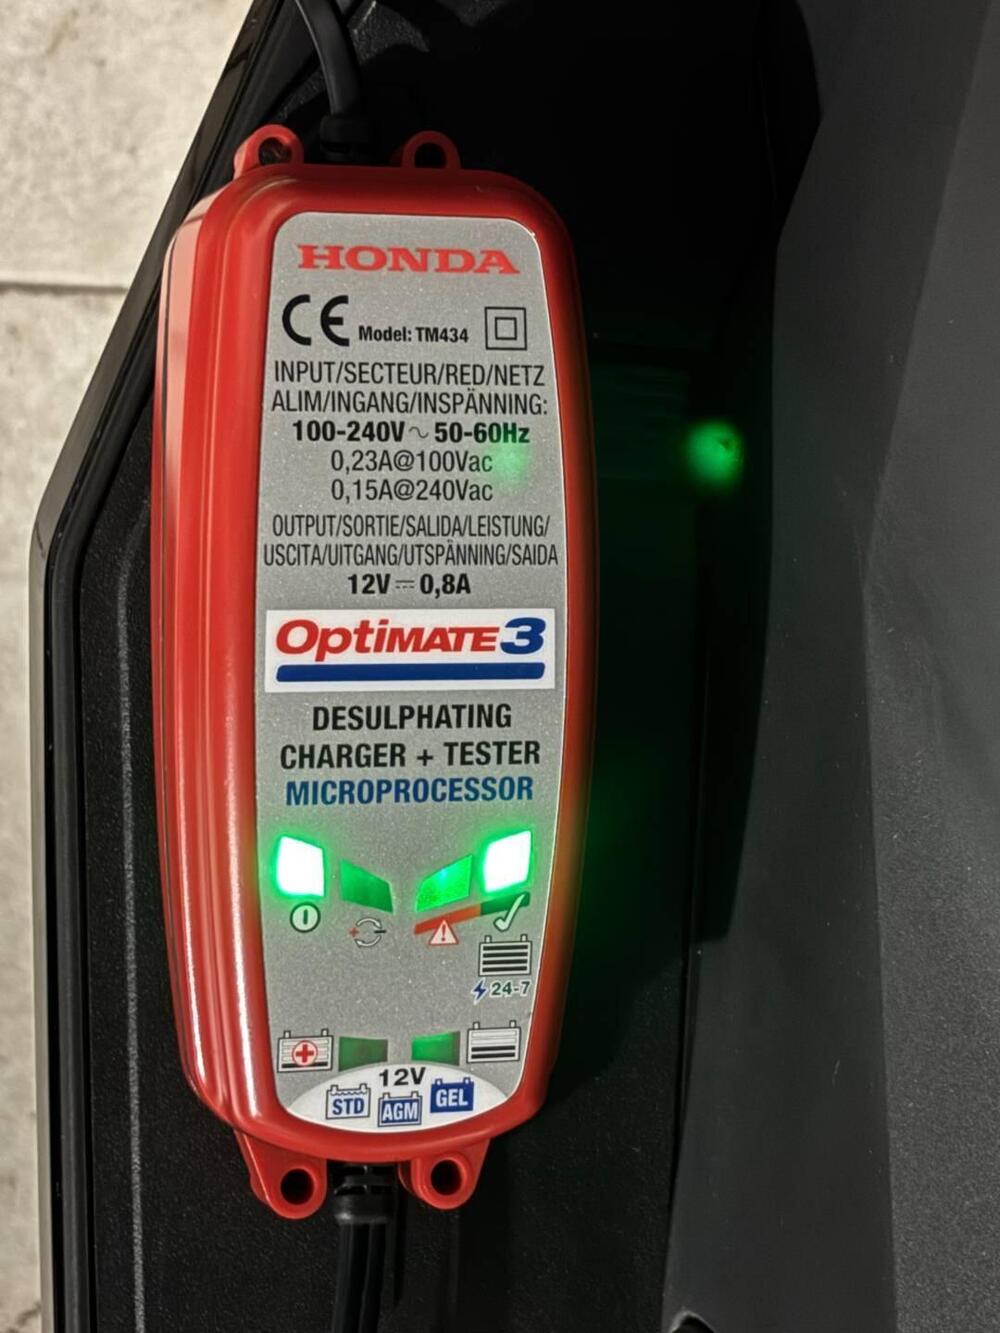 HONDA
CE Model: TM434
INPUT/SECTEUR/RED/NETZ
ALIM/INGANG/INSPÄNNING:
100-240V ~ 50-60Hz
0,23A@100Vac
0,15A@240Vac
OUTPUT/SORTIE/SALIDA/LEISTUNG/
USCITA/UITGANG/UTSPÄNNING/SAIDA
12V ⎓ 0,8A
OptiMATE3
DESULPHATING
CHARGER + TESTER
MICROPROCESSOR
24-7
12V
STD AGM GEL